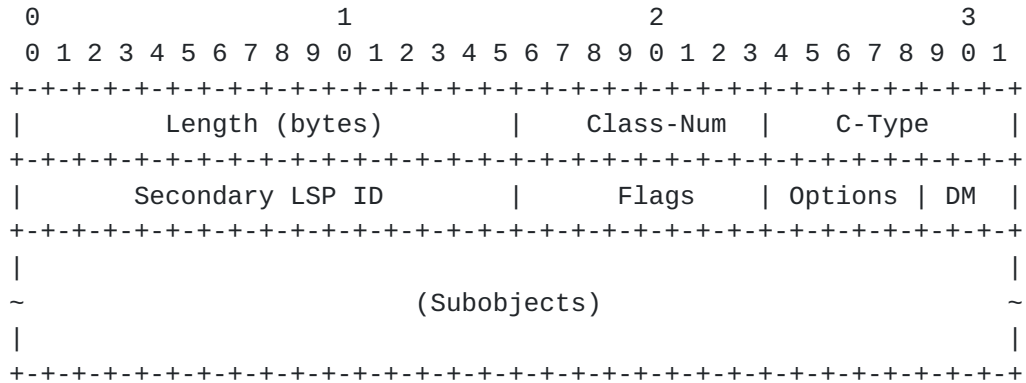 0                   1                   2                   3
 0 1 2 3 4 5 6 7 8 9 0 1 2 3 4 5 6 7 8 9 0 1 2 3 4 5 6 7 8 9 0 1
+-+-+-+-+-+-+-+-+-+-+-+-+-+-+-+-+-+-+-+-+-+-+-+-+-+-+-+-+-+-+-+-+
|         Length (bytes)        |    Class-Num  |    C-Type     |
+-+-+-+-+-+-+-+-+-+-+-+-+-+-+-+-+-+-+-+-+-+-+-+-+-+-+-+-+-+-+-+-+
|       Secondary LSP ID        |      Flags    | Options | DM  |
+-+-+-+-+-+-+-+-+-+-+-+-+-+-+-+-+-+-+-+-+-+-+-+-+-+-+-+-+-+-+-+-+
|                                                               |
~                         (Subobjects)                          ~
|                                                               |
+-+-+-+-+-+-+-+-+-+-+-+-+-+-+-+-+-+-+-+-+-+-+-+-+-+-+-+-+-+-+-+-+